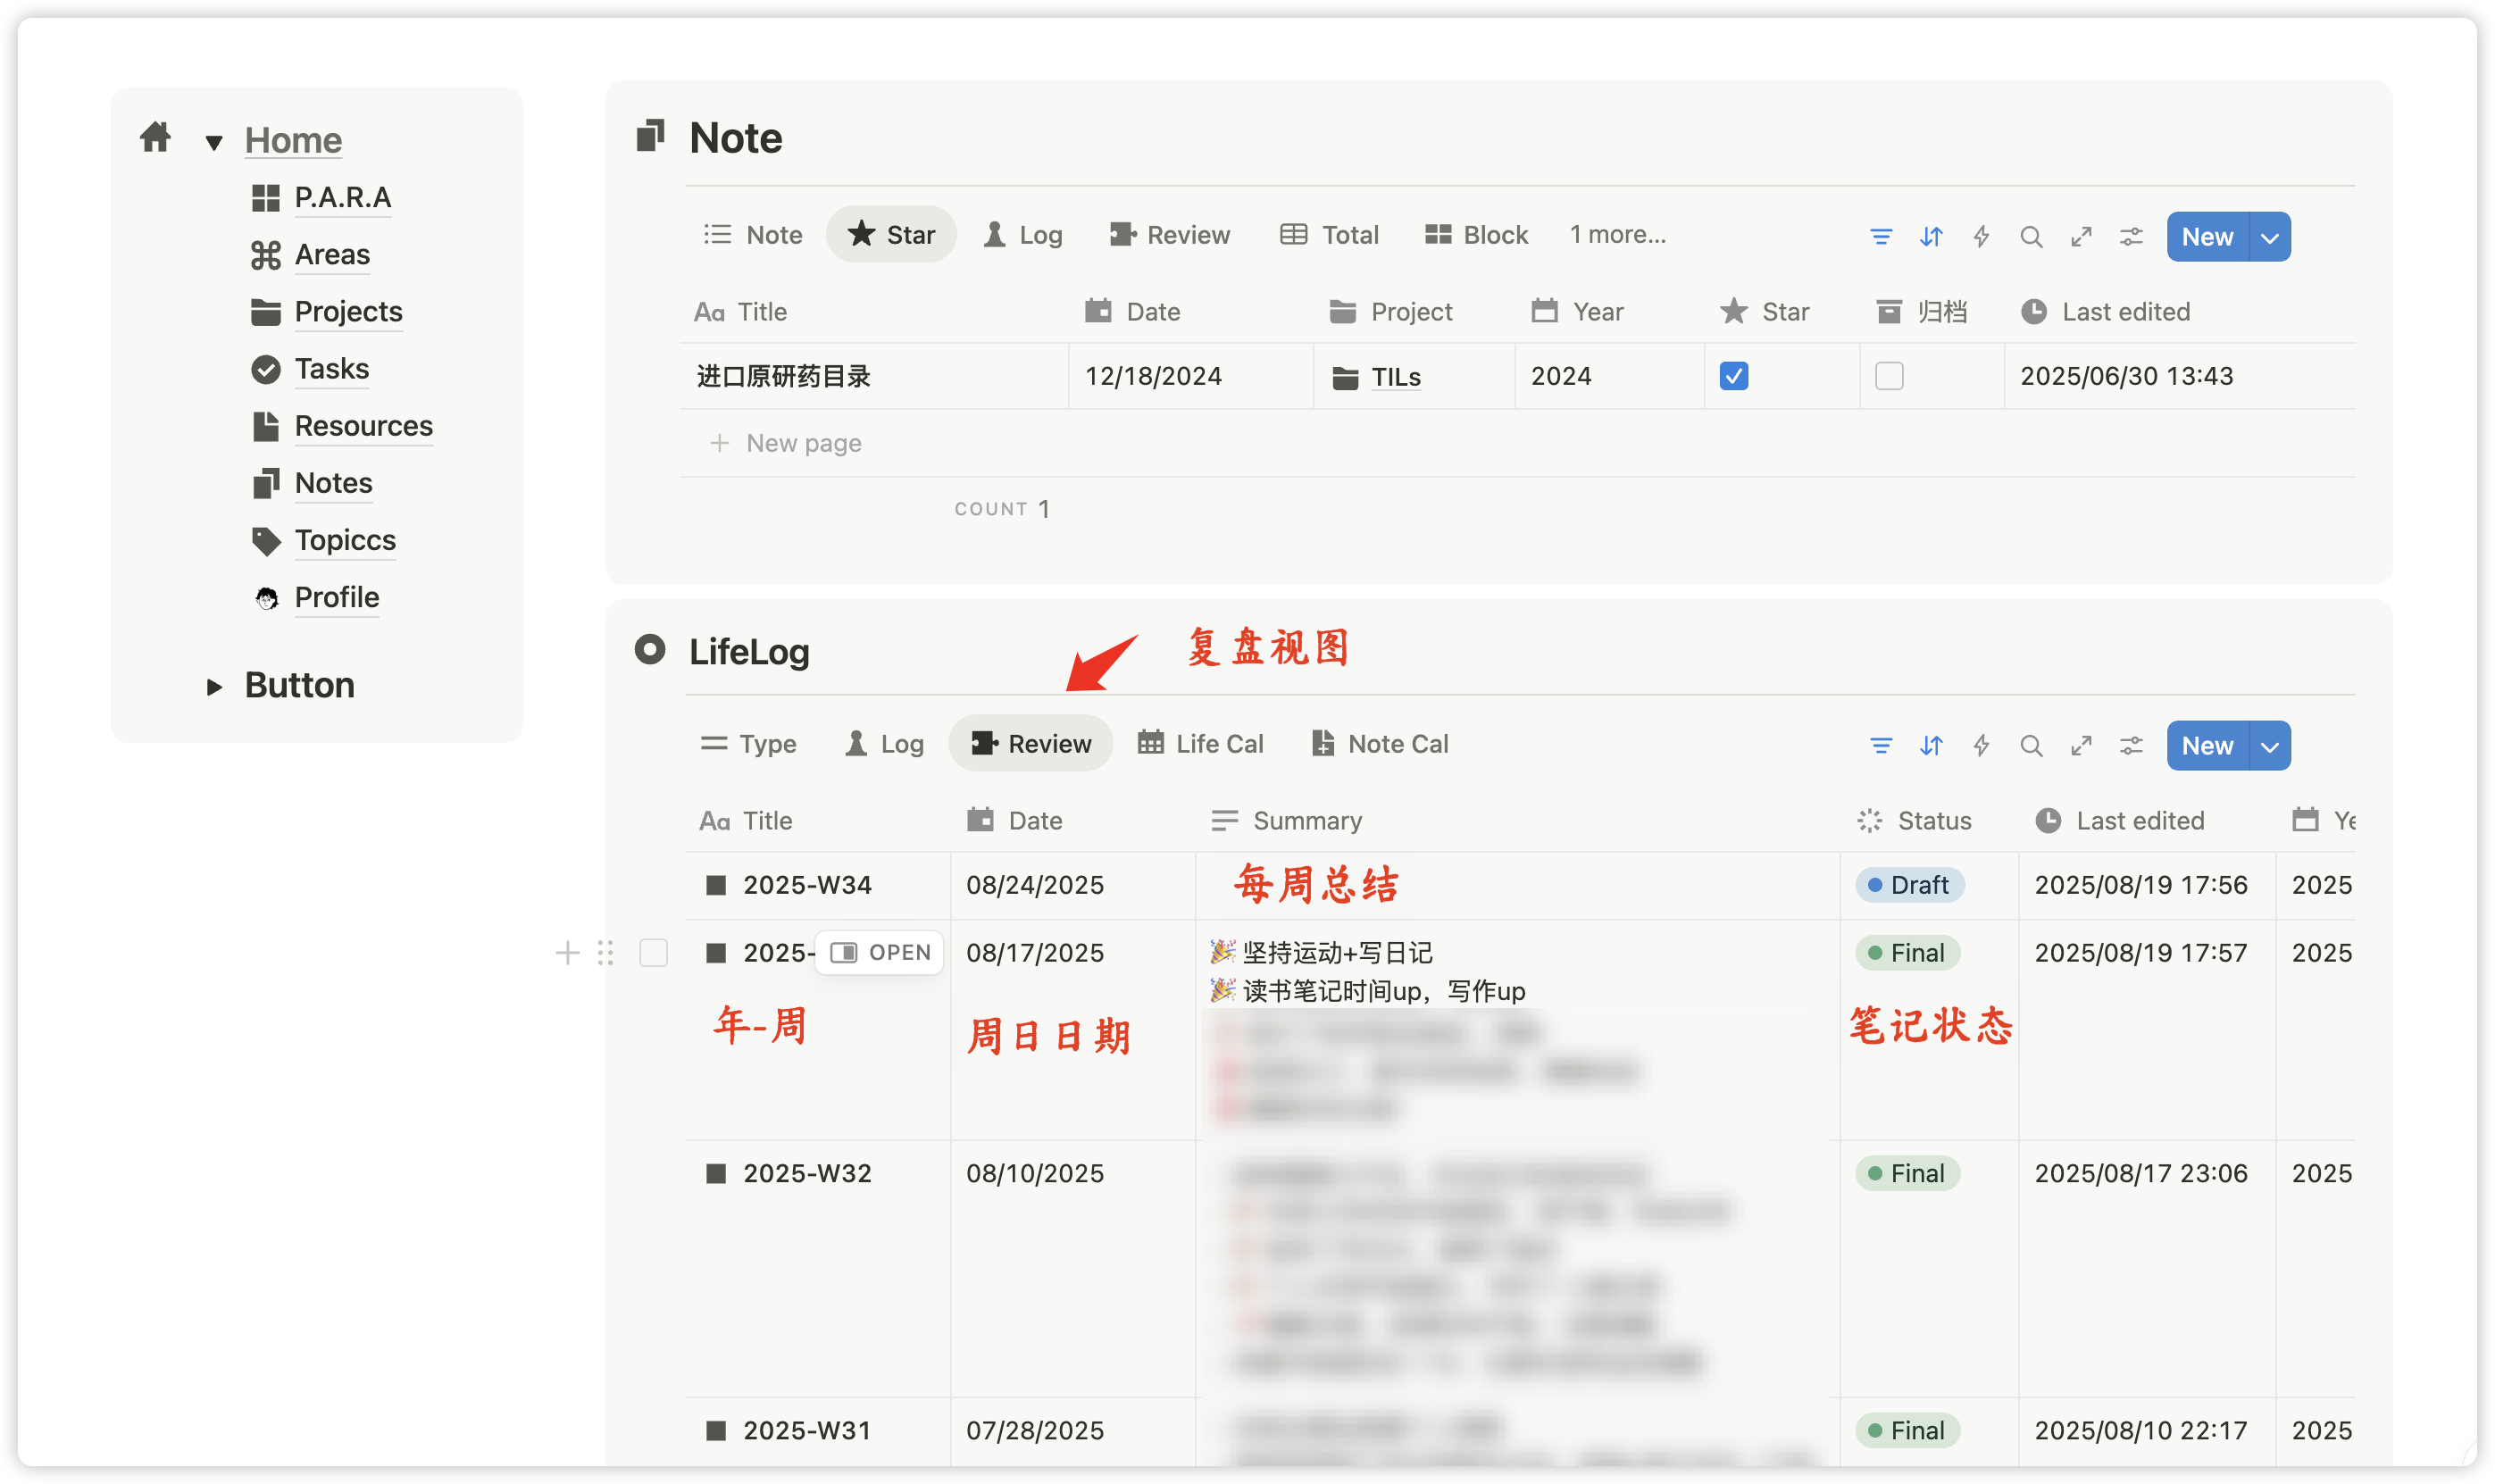 Home
P.A.R.A
Areas
Projects
Tasks
Resources
Notes
Topiccs
Profile
Button
Note
Note Star Log Review Total Block 1 more... New
Aa Title Date Project Year Star 归档 Last edited
进口原研药目录 12/18/2024 TILs 2024 2025/06/30 13:43
+ New page
COUNT 1
LifeLog
复盘视图
Type Log Review Life Cal Note Cal New
Aa Title Date Summary Status Last edited Ye
2025-W34 08/24/2025 每周总结 Draft 2025/08/19 17:56 2025
2025- OPEN 08/17/2025 🎉 坚持运动+写日记 Final 2025/08/19 17:57 2025
🎉 读书笔记时间up，写作up
年-周 周日日期 笔记状态
2025-W32 08/10/2025 Final 2025/08/17 23:06 2025
2025-W31 07/28/2025 Final 2025/08/10 22:17 2025